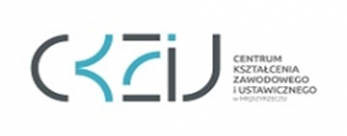 CKZiU
CENTRUM
KSZTAŁCENIA
ZAWODOWEGO
i USTAWICZNEGO
W MIĘDZYRZECZU